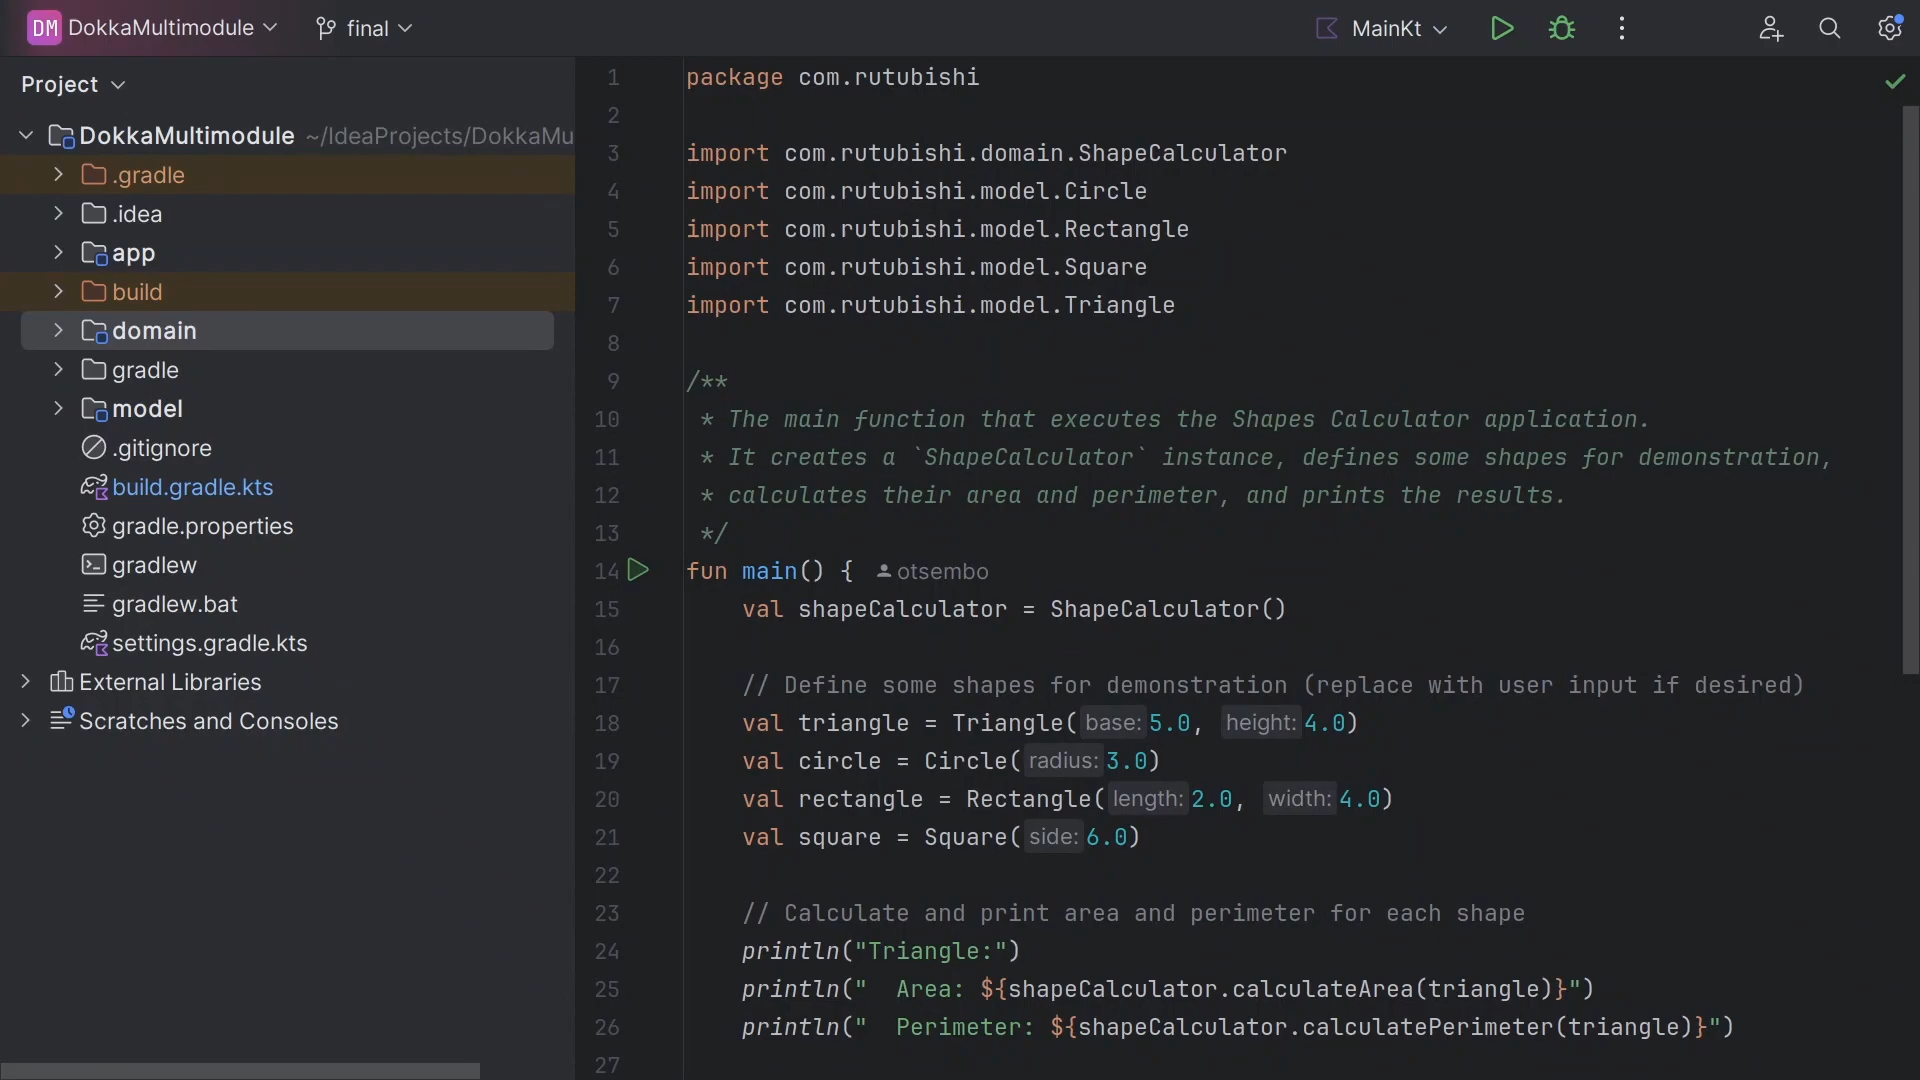 DM DokkaMultimodule final MainKt
Project
DokkaMultimodule ~/IdeaProjects/DokkaMu
.gradle
.idea
app
build
domain
gradle
model
.gitignore
build.gradle.kts
gradle.properties
gradlew
gradlew.bat
settings.gradle.kts
External Libraries
Scratches and Consoles
1 package com.rutubishi
2
3 import com.rutubishi.domain.ShapeCalculator
4 import com.rutubishi.model.Circle
5 import com.rutubishi.model.Rectangle
6 import com.rutubishi.model.Square
7 import com.rutubishi.model.Triangle
8
9 /**
10 * The main function that executes the Shapes Calculator application.
11 * It creates a `ShapeCalculator` instance, defines some shapes for demonstration,
12 * calculates their area and perimeter, and prints the results.
13 */
14 fun main() { otsembo
15 val shapeCalculator = ShapeCalculator()
16
17 // Define some shapes for demonstration (replace with user input if desired)
18 val triangle = Triangle( base: 5.0, height: 4.0)
19 val circle = Circle( radius: 3.0)
20 val rectangle = Rectangle( length: 2.0, width: 4.0)
21 val square = Square( side: 6.0)
22
23 // Calculate and print area and perimeter for each shape
24 println("Triangle:")
25 println("  Area: ${shapeCalculator.calculateArea(triangle)}")
26 println("  Perimeter: ${shapeCalculator.calculatePerimeter(triangle)}")
27